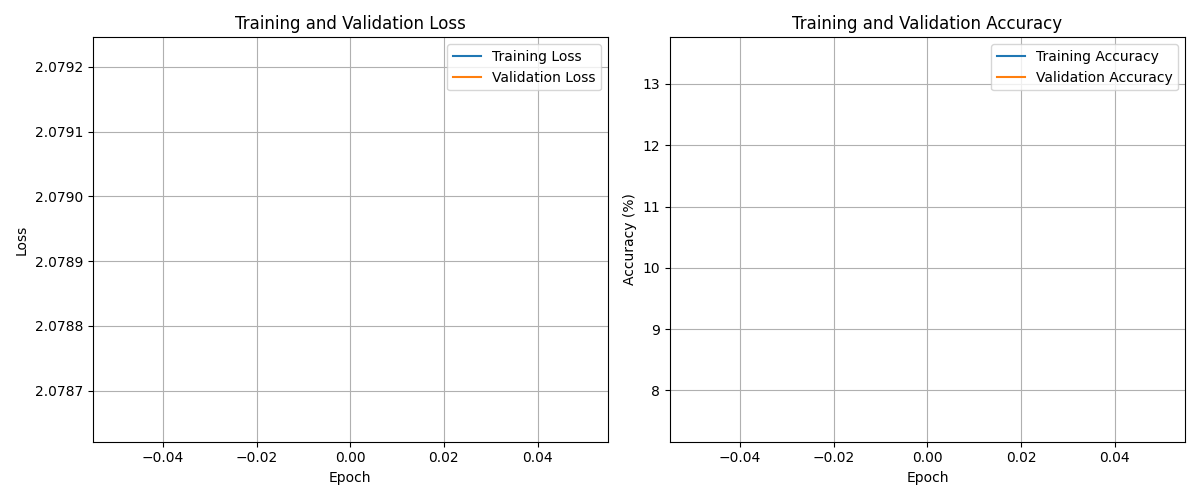 Training and Validation Loss
Training Loss
Validation Loss
2.0792
2.0791
2.0790
2.0789
2.0788
2.0787
Loss
−0.04 −0.02 0.00 0.02 0.04
Epoch
Training and Validation Accuracy
Training Accuracy
Validation Accuracy
13
12
11
10
9
8
Accuracy (%)
−0.04 −0.02 0.00 0.02 0.04
Epoch